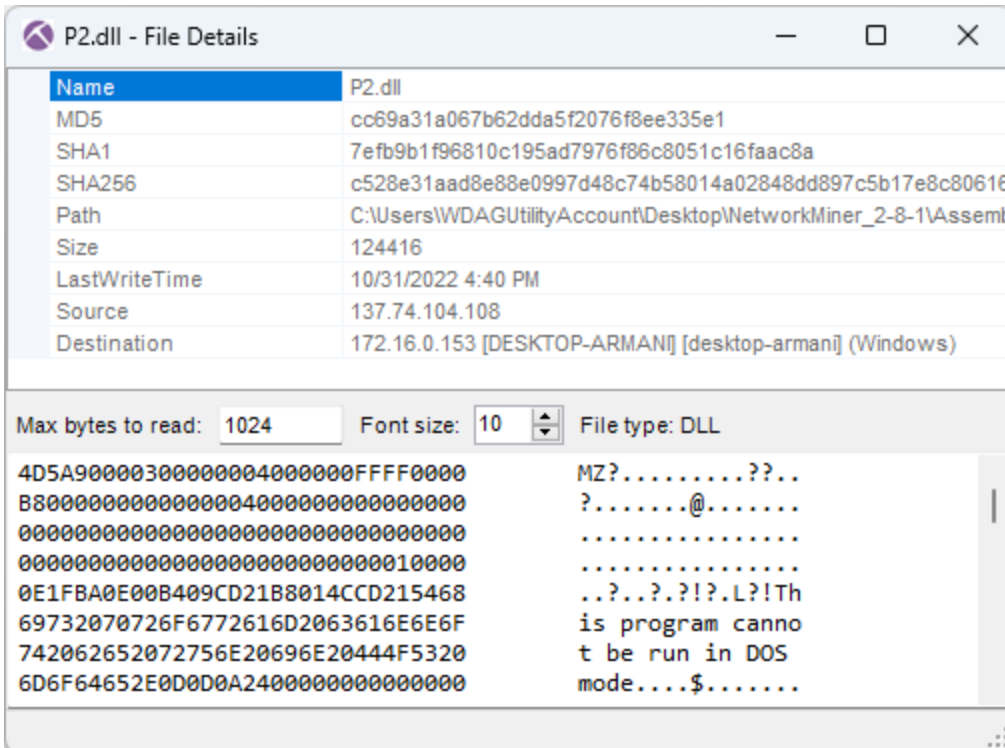 P2.dll - File Details
Name P2.dll
MD5 cc69a31a067b62dda5f2076f8ee335e1
SHA1 7efb9b1f96810c195ad7976f86c8051c16faac8a
SHA256 c528e31aad8e88e0997d48c74b58014a02848dd897c5b17e8c80616
Path C:\Users\WDAGUtilityAccount\Desktop\NetworkMiner_2-8-1\Assemb
Size 124416
LastWriteTime 10/31/2022 4:40 PM
Source 137.74.104.108
Destination 172.16.0.153 [DESKTOP-ARMANI] [desktop-armani] (Windows)
Max bytes to read: 1024 Font size: 10 File type: DLL
4D5A90000300000004000000FFFF0000 MZ?.........??..
B8000000000000004000000000000000 ?.......@.......
00000000000000000000000000000000 ................
00000000000000000000000000010000 ................
0E1FBA0E00B409CD21B8014CCD215468 ..?..?.?!?.L?!Th
69732070726F6772616D2063616E6E6F is program canno
742062652072756E20696E20444F5320 t be run in DOS
6D6F64652E0D0D0A2400000000000000 mode....$.......